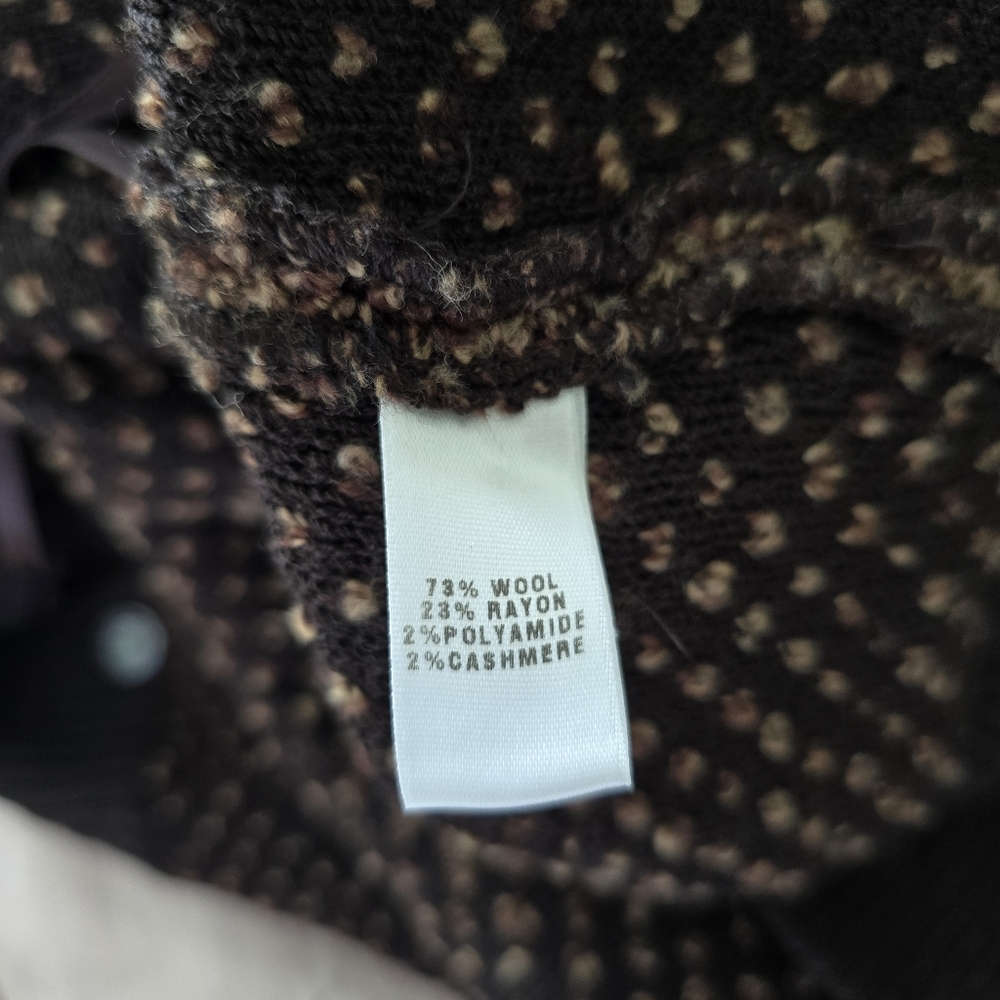 73% WOOL
23% RAYON
2%POLYAMIDE
2%CASHMERE